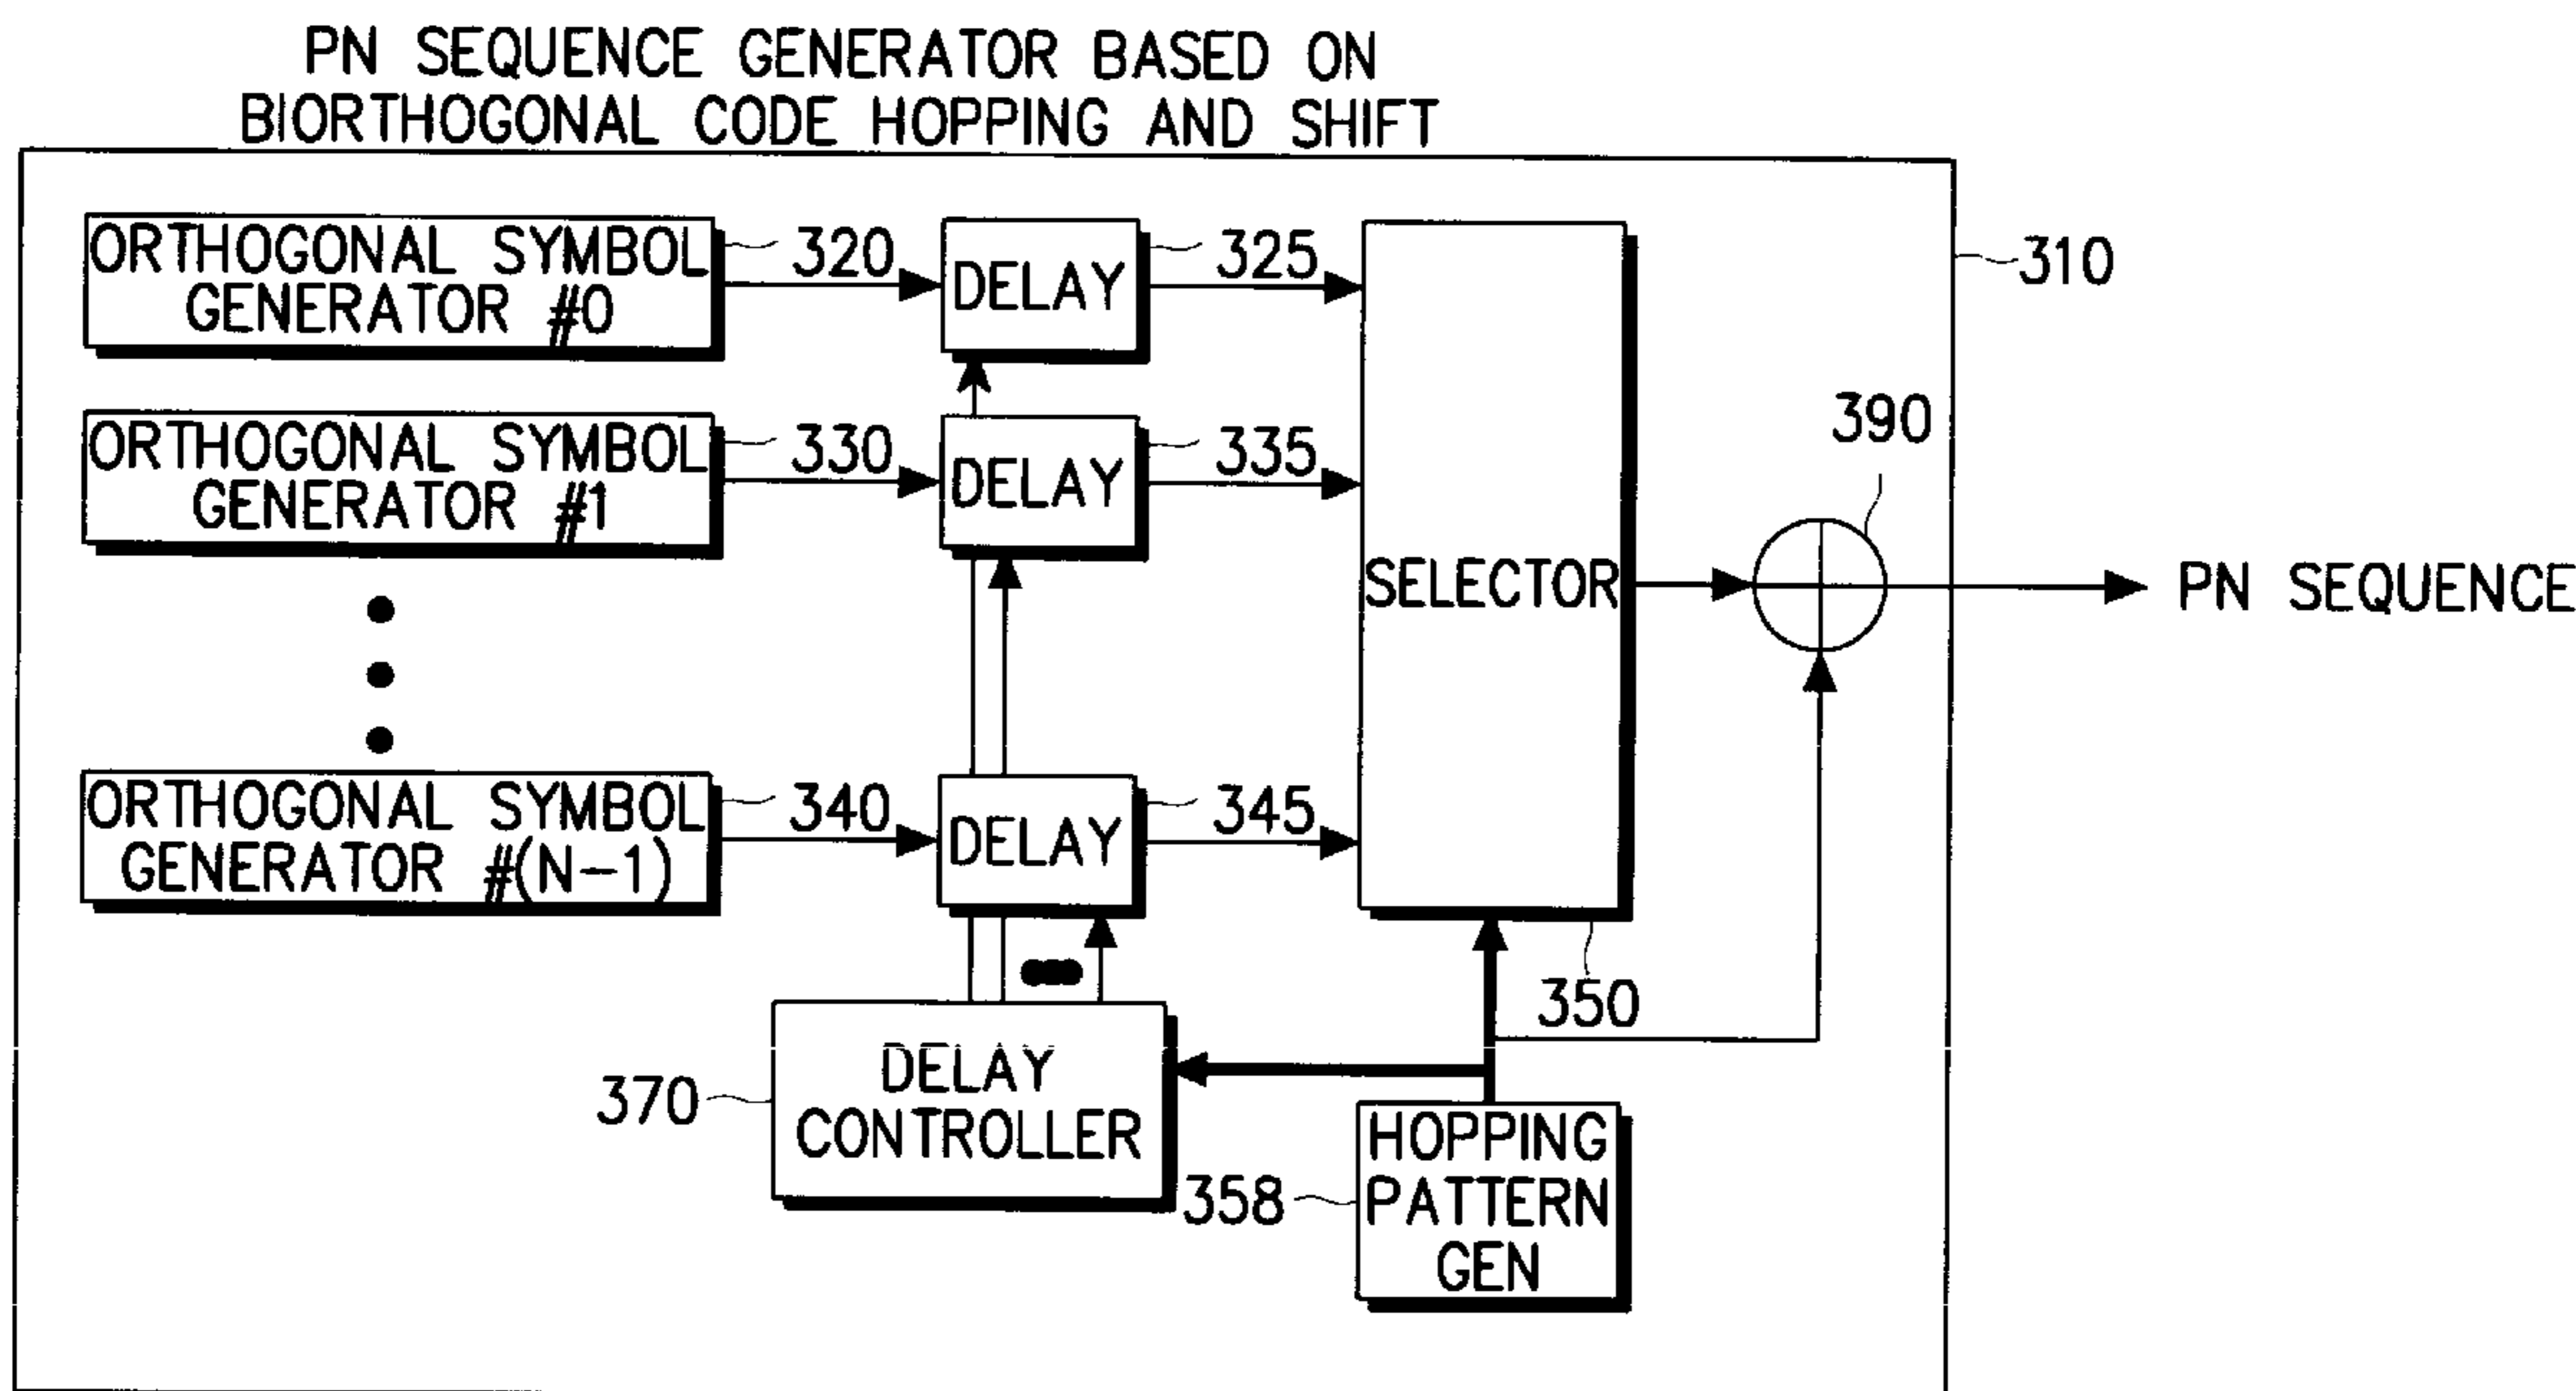 PN SEQUENCE GENERATOR BASED ON
BIORTHOGONAL CODE HOPPING AND SHIFT
310
ORTHOGONAL SYMBOL
GENERATOR #0
320
DELAY
325
ORTHOGONAL SYMBOL
GENERATOR #1
330
DELAY
335
SELECTOR
390
PN SEQUENCE
ORTHOGONAL SYMBOL
GENERATOR #(N-1)
340
DELAY
345
350
370
DELAY
CONTROLLER
358
HOPPING
PATTERN
GEN